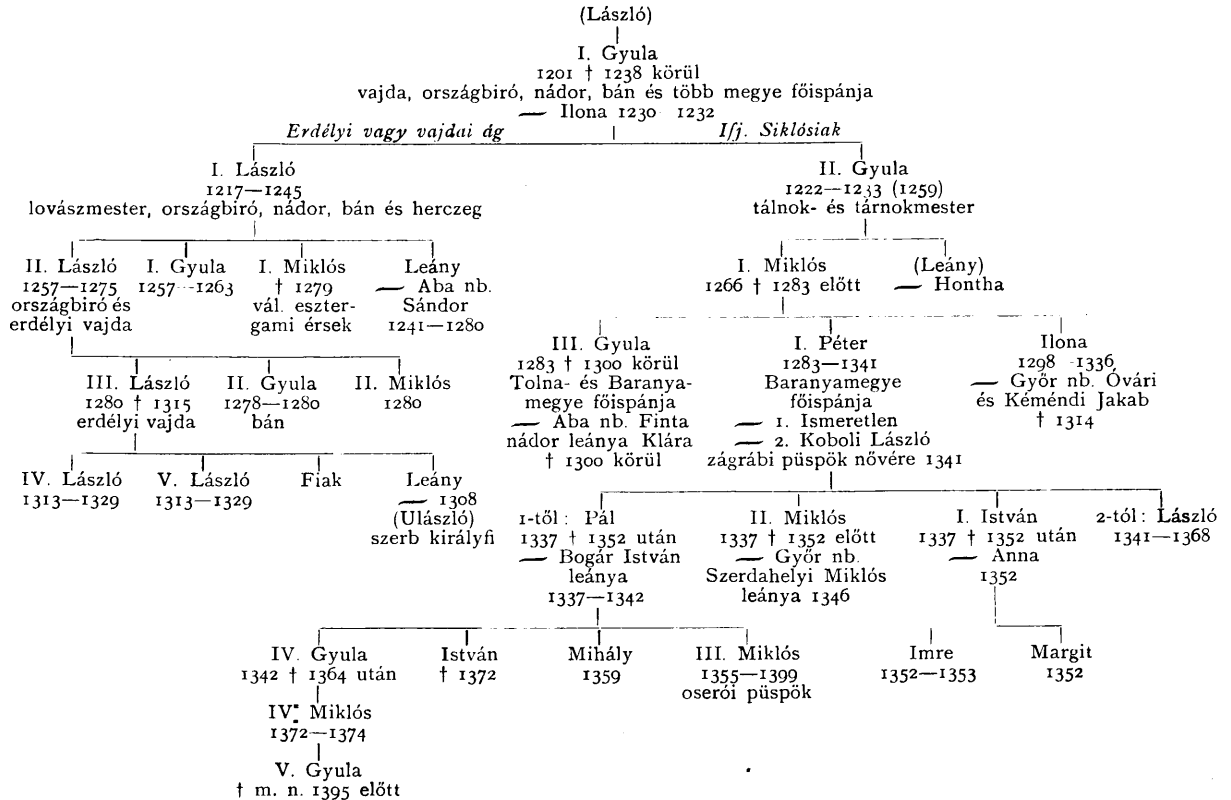 (László)
I. Gyula
1201 † 1238 körül
vajda, országbiró, nádor, bán és több megye főispánja
— Ilona 1230 1232
Erdélyi vagy vajdai ág
Ifj. Siklósiak
I. László
1217—1245
lovászmester, országbiró, nádor, bán és herczeg
II. Gyula
1222—1233 (1259)
tálnok- és tárnokmester
II. László
1257—1275
országbiró és
erdélyi vajda
I. Gyula
1257—1263
I. Miklós
† 1279
vál. eszter-
gami érsek
Leány
— Aba nb.
Sándor
1241—1280
I. Miklós
1266 † 1283 előtt
(Leány)
— Hontha
III. László
1280 † 1315
erdélyi vajda
II. Gyula
1278—1280
bán
II. Miklós
1280
III. Gyula
1283 † 1300 körül
Tolna- és Baranya-
megye főispánja
— Aba nb. Finta
nádor leánya Klára
† 1300 körül
I. Péter
1283—1341
Baranyamegye
főispánja
— 1. Ismeretlen
— 2. Koboli László
zágrábi püspök nővére 1341
Ilona
1298 -1336
— Győr nb. Óvári
és Kéméndi Jakab
† 1314
IV. László
1313—1329
V. László
1313—1329
Fiak
Leány
— 1308
(Ulászló)
szerb királyfi
1-től: Pál
1337 † 1352 után
— Bogár István
leánya
1337—1342
II. Miklós
1337 † 1352 előtt
— Győr nb.
Szerdahelyi Miklós
leánya 1346
I. István
1337 † 1352 után
— Anna
1352
2-tól: László
1341—1368
IV. Gyula
1342 † 1364 után
István
† 1372
Mihály
1359
III. Miklós
1355—1399
oserói püspök
Imre
1352—1353
Margit
1352
IV. Miklós
1372—1374
V. Gyula
† m. n. 1395 előtt